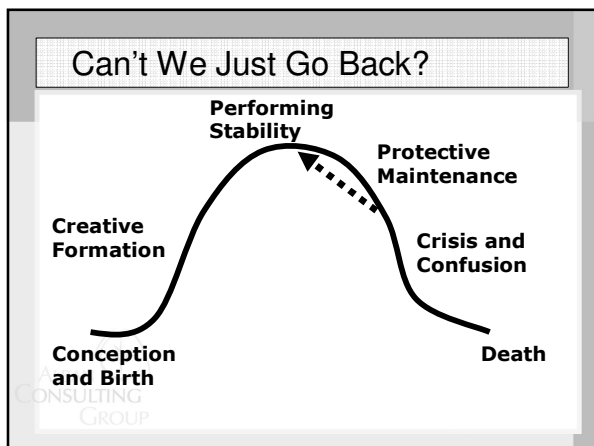 Can't We Just Go Back?
Performing
Stability
Protective
Maintenance
Creative
Formation
Crisis and
Confusion
Conception
and Birth
Death
CONSULTING
GROUP